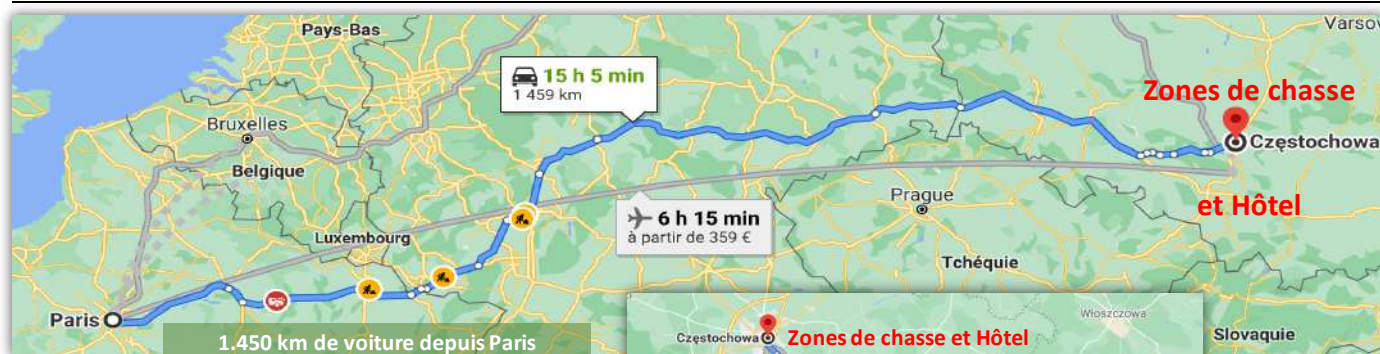 Pays-Bas
Varsov
15 h 5 min
1 459 km
Zones de chasse
Bruxelles
Częstochowa
Belgique
Prague
6 h 15 min
à partir de 359 €
et Hôtel
Luxembourg
Tchéquie
Paris
Włoszczowa
1.450 km de voiture depuis Paris
Częstochowa
Zones de chasse et Hôtel
Slovaquie